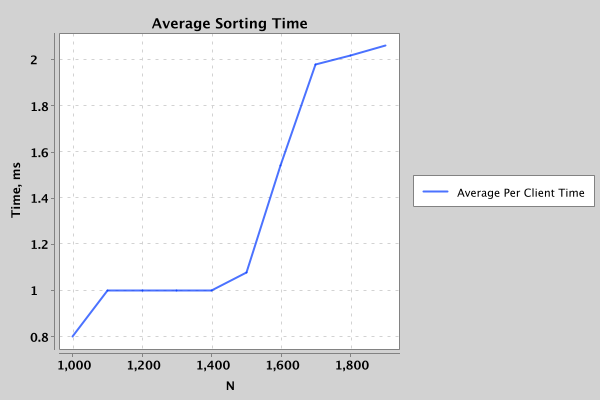 Average Sorting Time
Time, ms
2
1.8
1.6
1.4
1.2
1
0.8
1,000 1,200 1,400 1,600 1,800
N
Average Per Client Time